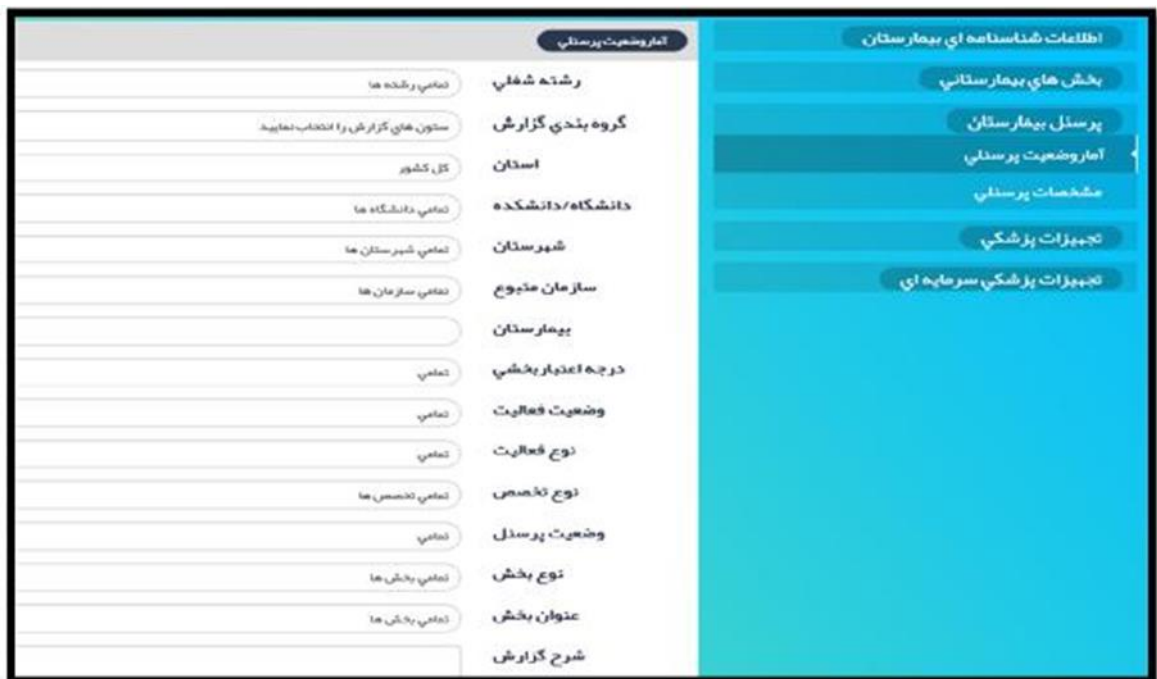 اطلاعات شناسنامه اي بيمارستان
بخش هاي بيمارستاني
پرسنل بيمارستان
آماروضعيت پرسنلي
مشخصات پرسنلي
تجهيزات پزشكي
تجهيزات پزشكي سرمايه اي
آماروضعيت پرسنلي
رشته شغلي تمامي رشته ها
گروه بندي گزارش ستون هاي گزارش را انتخاب نماييد
استان كل كشور
دانشگاه/دانشكده تمامي دانشگاه ها
شهرستان تمامي شهرستان ها
سازمان متبوع تمامي سازمان ها
بيمارستان
درجه اعتباربخشي تمامي
وضعيت فعاليت تمامي
نوع فعاليت تمامي
نوع تخصص تمامي تخصص ها
وضعيت پرسنل تمامي
نوع بخش تمامي بخش ها
عنوان بخش تمامي بخش ها
شرح گزارش